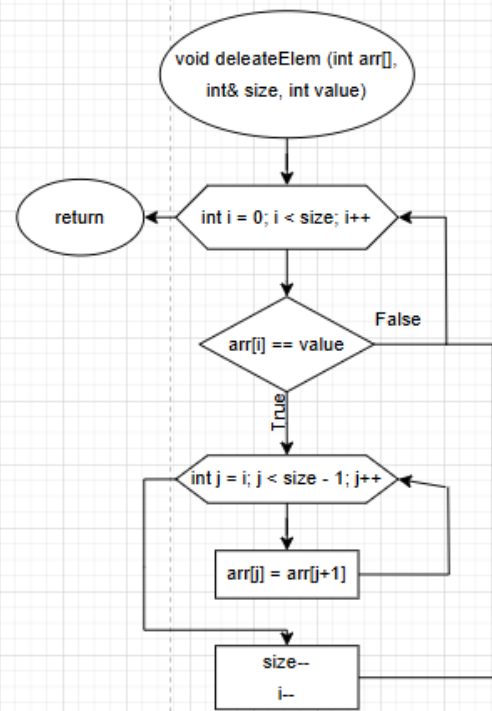 void deleateElem (int arr[],
int& size, int value)
return
int i = 0; i < size; i++
False
arr[i] == value
True
int j = i; j < size - 1; j++
arr[j] = arr[j+1]
size--
i--